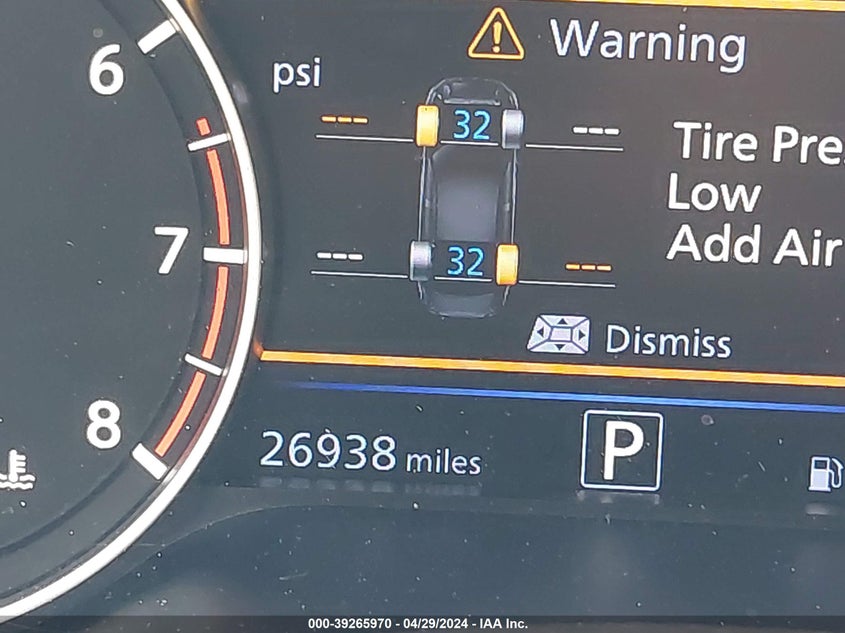 6
7
8
psi
Warning
--- 32 ---
--- 32 ---
Tire Pre
Low
Add Air
Dismiss
26938 miles
P
000-39265970 - 04/29/2024 - IAA Inc.